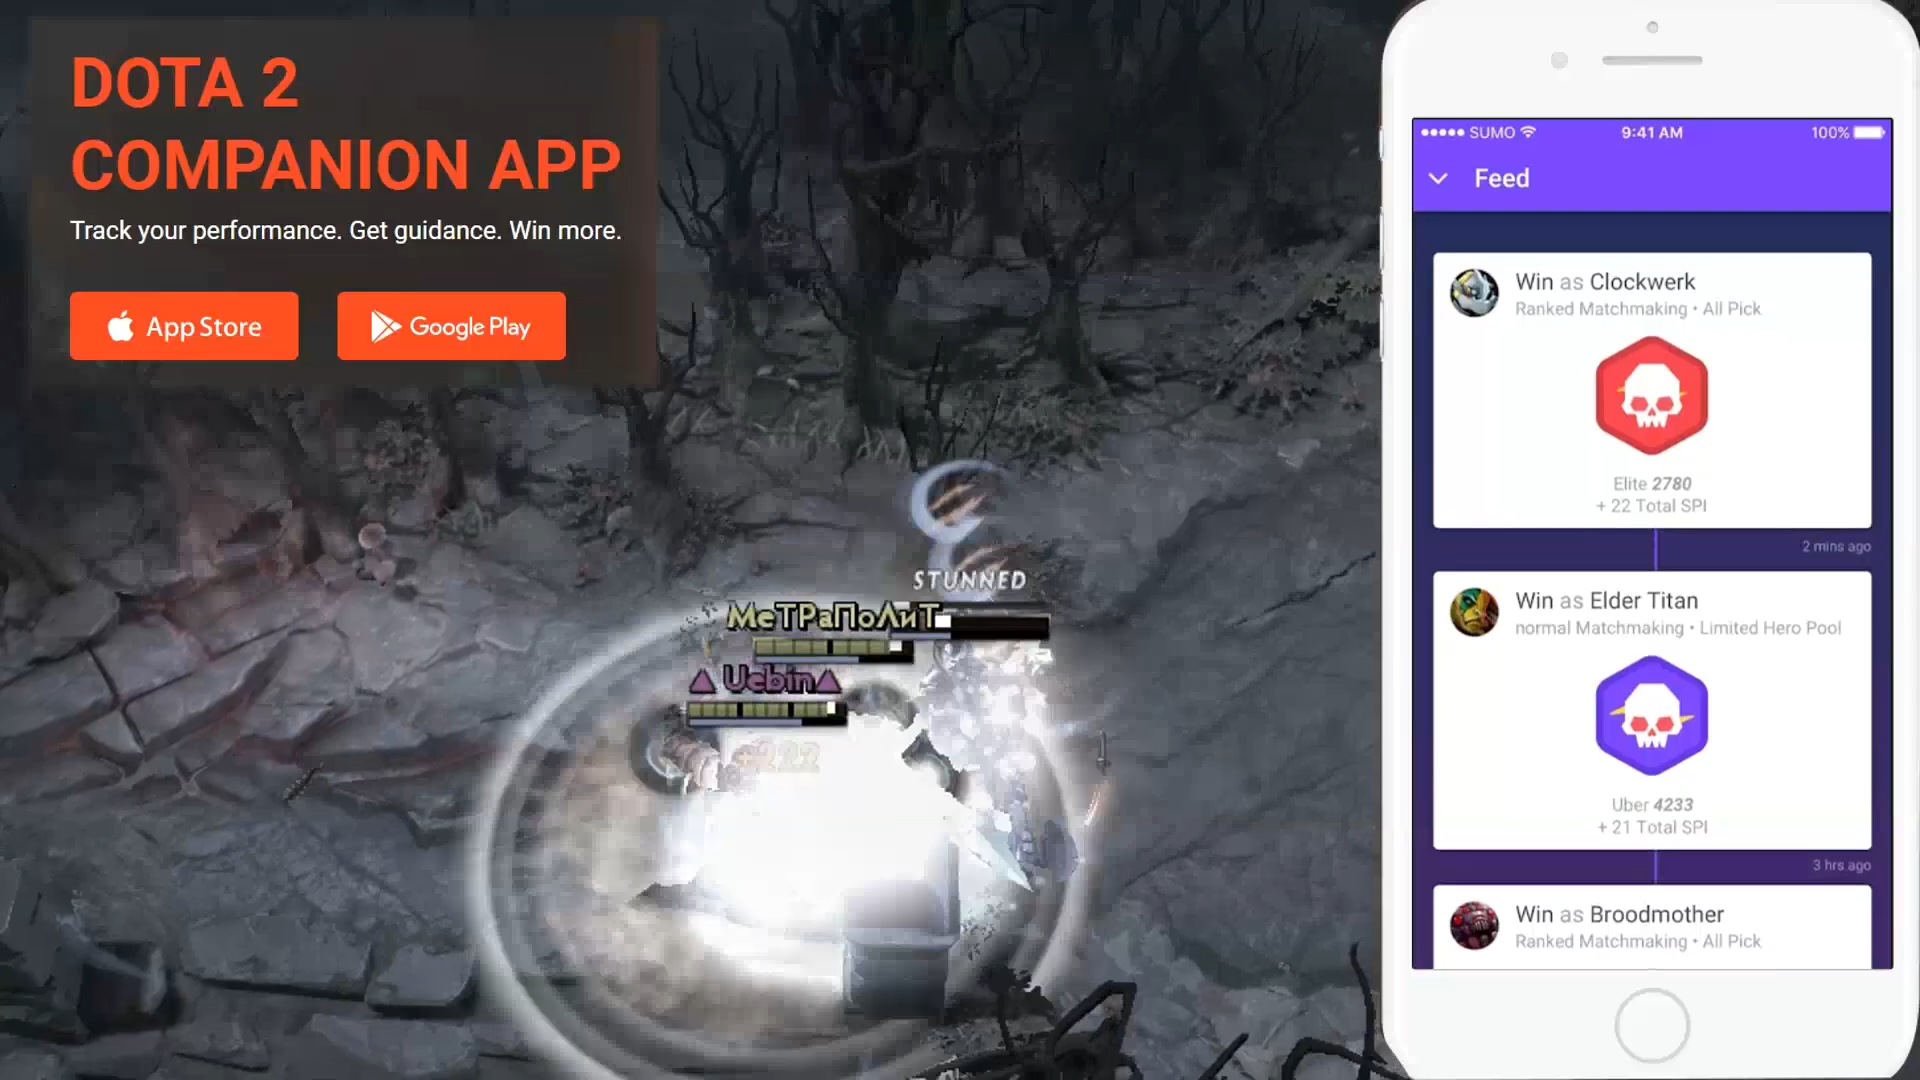 DOTA 2
COMPANION APP
Track your performance. Get guidance. Win more.
App Store
Google Play
STUNNED
МеТРаПоЛиТ
Uebin
+222
SUMO
9:41 AM
100%
Feed
Win as Clockwerk
Ranked Matchmaking • All Pick
Elite 2780
+ 22 Total SPI
2 mins ago
Win as Elder Titan
normal Matchmaking • Limited Hero Pool
Uber 4233
+ 21 Total SPI
3 hrs ago
Win as Broodmother
Ranked Matchmaking • All Pick